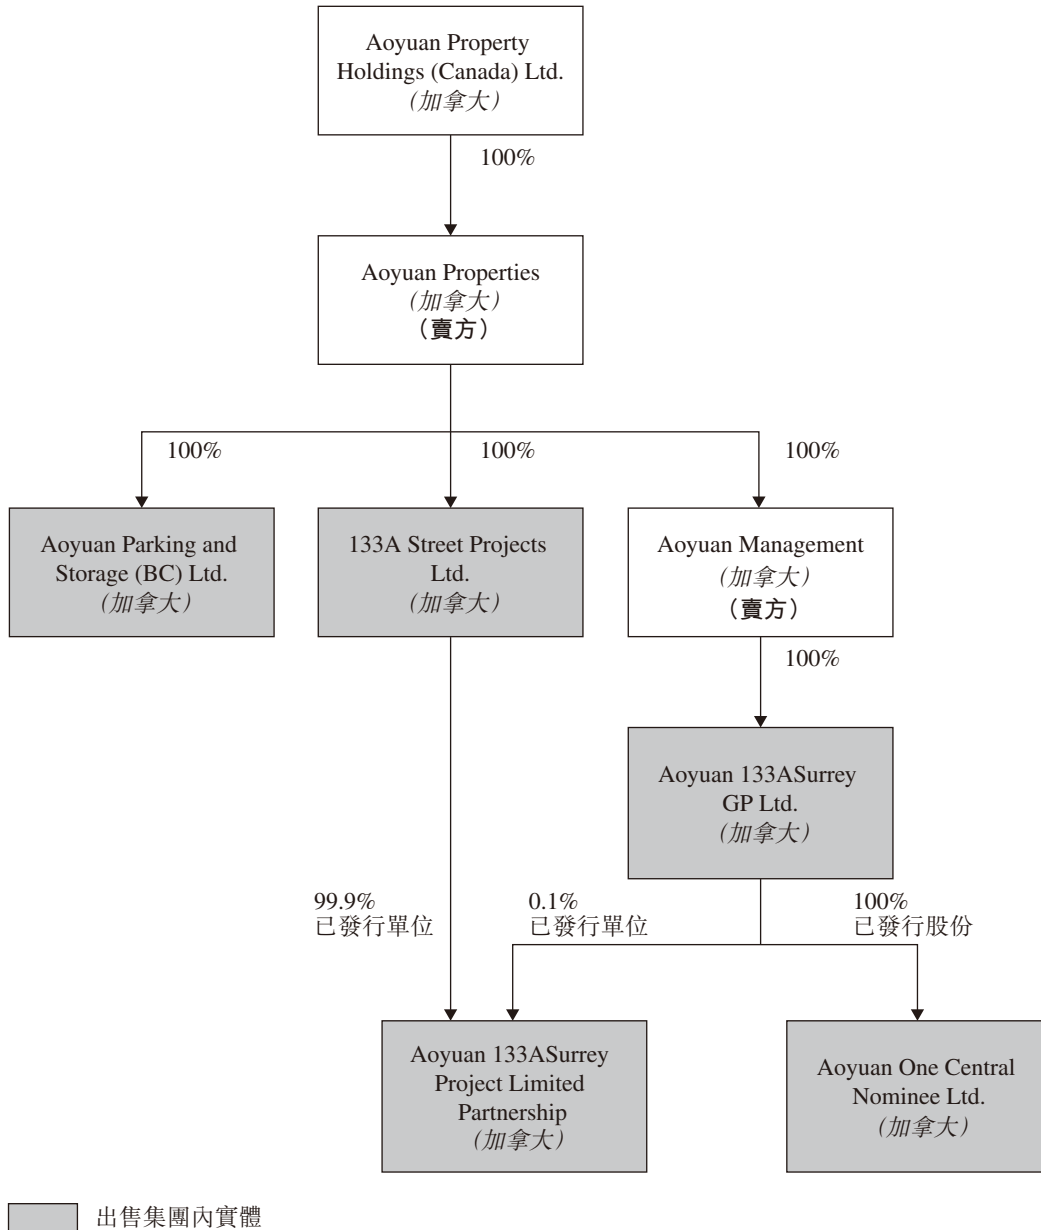 Aoyuan Property
Holdings (Canada) Ltd.
（加拿大）
100%
Aoyuan Properties
（加拿大）
（賣方）
100%
100%
100%
Aoyuan Parking and
Storage (BC) Ltd.
（加拿大）
133A Street Projects
Ltd.
（加拿大）
Aoyuan Management
（加拿大）
（賣方）
100%
Aoyuan 133ASurrey
GP Ltd.
（加拿大）
99.9%
已發行單位
0.1%
已發行單位
100%
已發行股份
Aoyuan 133ASurrey
Project Limited
Partnership
（加拿大）
Aoyuan One Central
Nominee Ltd.
（加拿大）
出售集團內實體